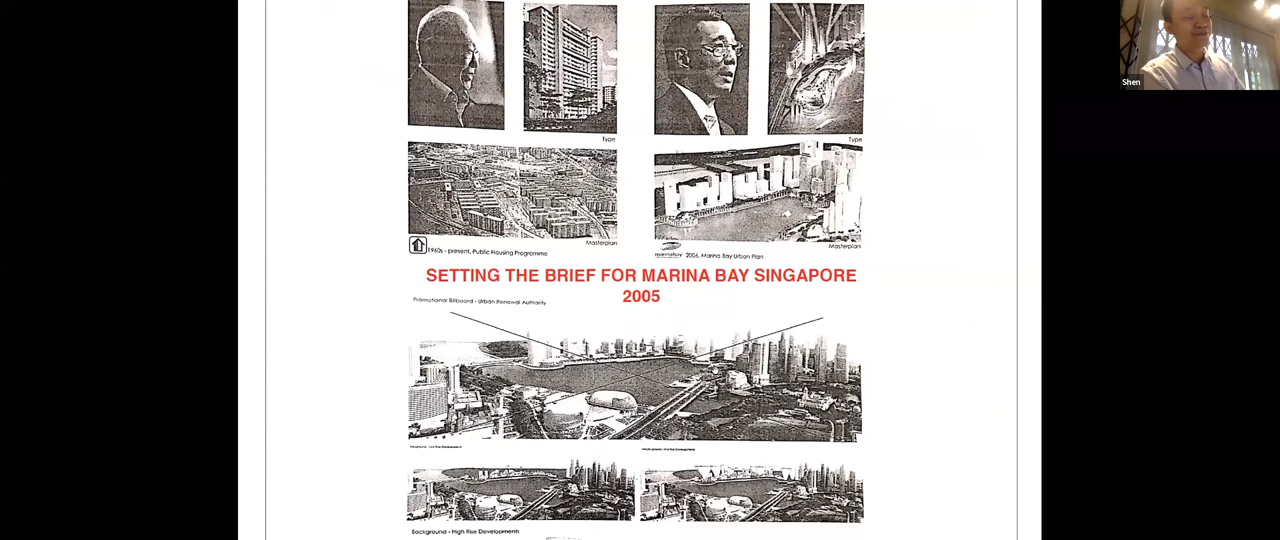 Shen
Type
Type
Masterplan
Masterplan
1960s - present, Public Housing Programme
marinabay
2006, Marina Bay Urban Plan
SETTING THE BRIEF FOR MARINA BAY SINGAPORE
2005
Promotional Billboard - Urban Renewal Authority
Background - High Rise Developments